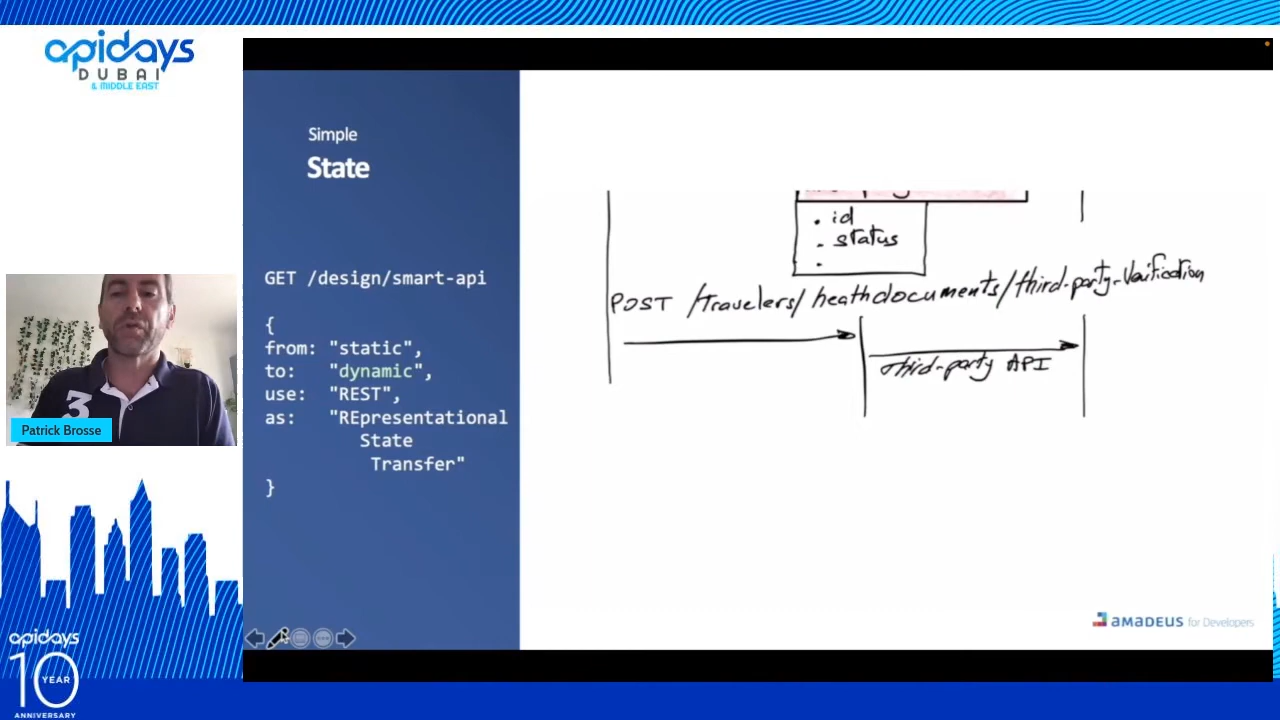 apidays
DUBAI
& MIDDLE EAST
Simple
State
GET /design/smart-api
{
from: "static",
to: "dynamic",
use: "REST",
as: "REpresentational
State
Transfer"
}
. id
. status
.
POST /travelers/heathdocuments/third-party-verification
third-party API
3
Patrick Brosse
amadeus for Developers
apidays
10
YEAR
ANNIVERSARY